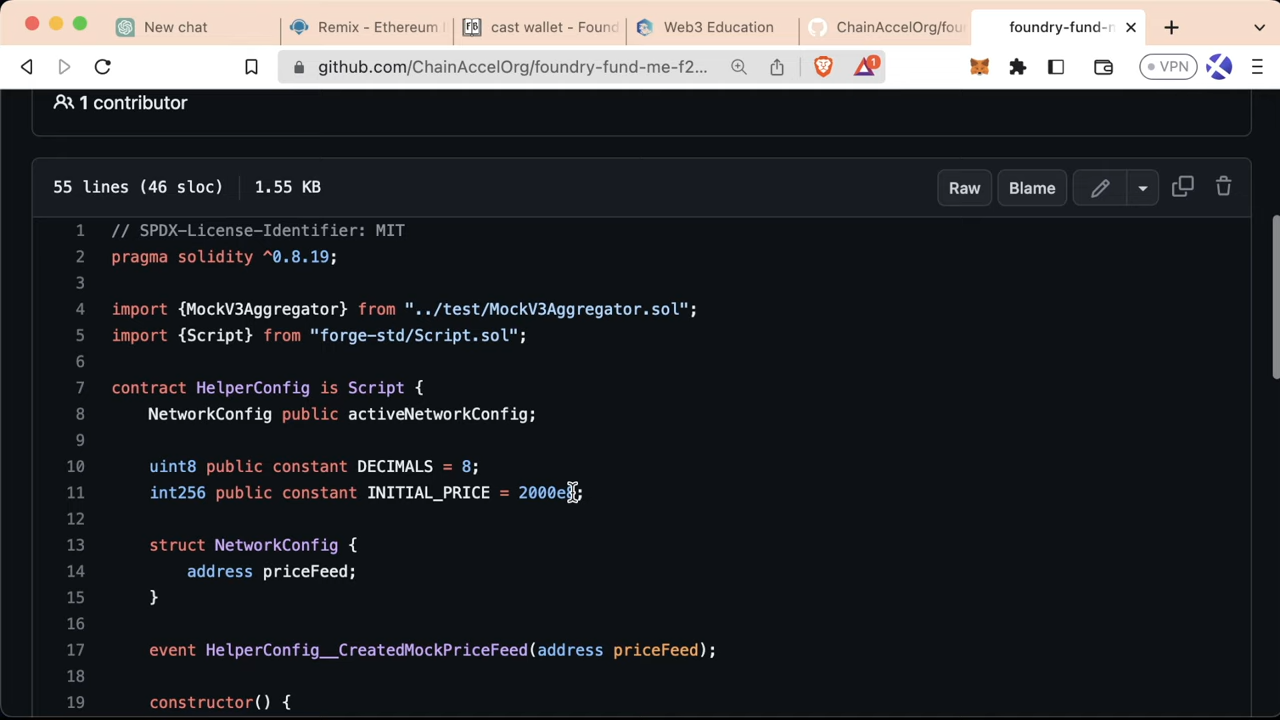 New chat
Remix - Ethereum
cast wallet - Found
Web3 Education
ChainAccelOrg/fou
foundry-fund-m
github.com/ChainAccelOrg/foundry-fund-me-f2...
1
VPN
1 contributor
55 lines (46 sloc) 1.55 KB
Raw
Blame
1 // SPDX-License-Identifier: MIT
2 pragma solidity ^0.8.19;
3
4 import {MockV3Aggregator} from "../test/MockV3Aggregator.sol";
5 import {Script} from "forge-std/Script.sol";
6
7 contract HelperConfig is Script {
8 NetworkConfig public activeNetworkConfig;
9
10 uint8 public constant DECIMALS = 8;
11 int256 public constant INITIAL_PRICE =
12
13 struct NetworkConfig {
14 address priceFeed;
15 }
16
17 event HelperConfig__CreatedMockPriceFeed(address priceFeed);
18
19 constructor() {